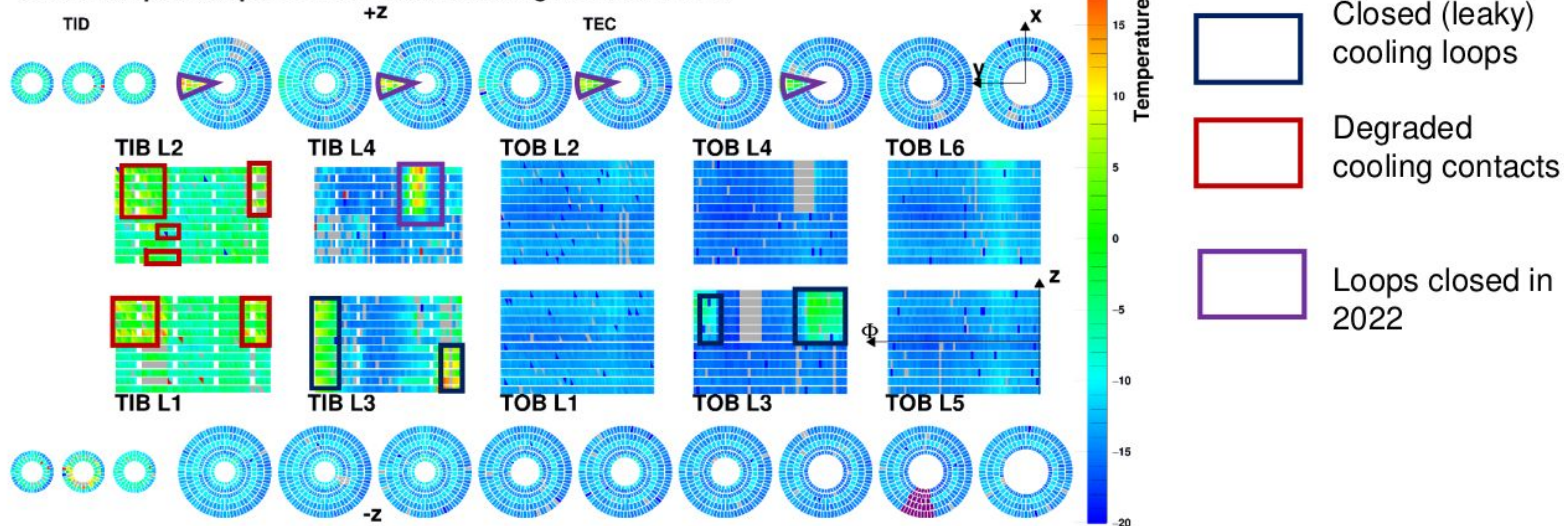 +z
TID
TEC
x
y
TIB L2
TIB L4
TOB L2
TOB L4
TOB L6
z
Φ
TIB L1
TIB L3
TOB L1
TOB L3
TOB L5
-z
Temperature
15
10
5
0
−5
−10
−15
−20
Closed (leaky)
cooling loops
Degraded
cooling contacts
Loops closed in
2022